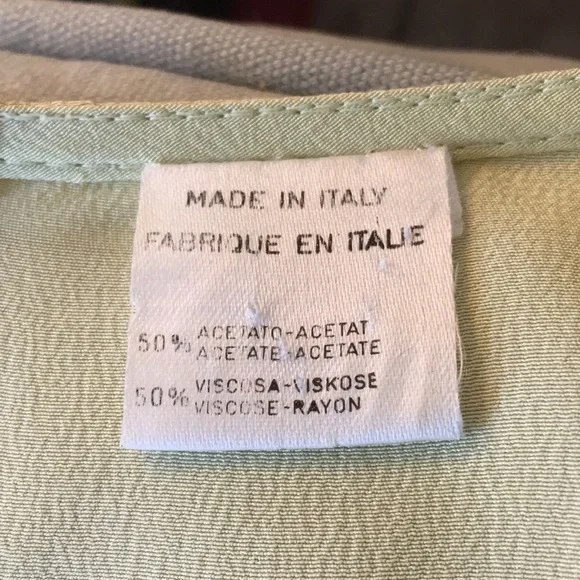 MADE IN ITALY
FABRIQUE EN ITALIE
50% ACETATO-ACETAT
ACETATE-ACETATE
50% VISCOSA-VISKOSE
VISCOSE-RAYON